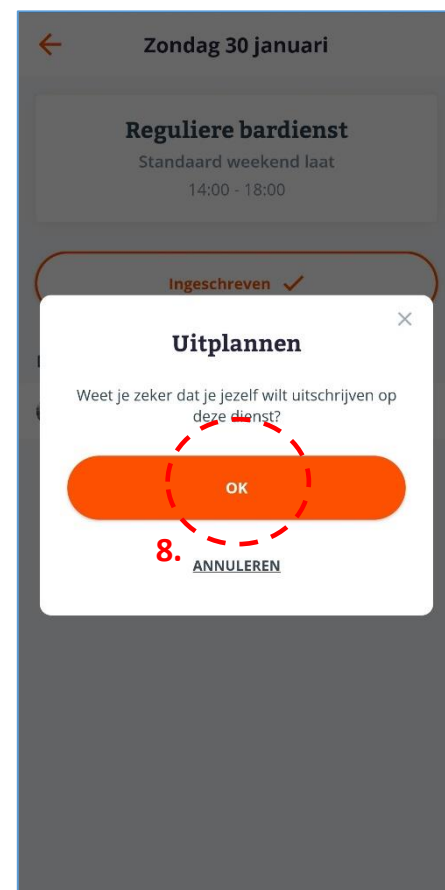 Zondag 30 januari
Reguliere bardienst
Standaard weekend laat
14:00 - 18:00
Ingeschreven
Uitplannen
Weet je zeker dat je jezelf wilt uitschrijven op
deze dienst?
OK
8.
ANNULEREN